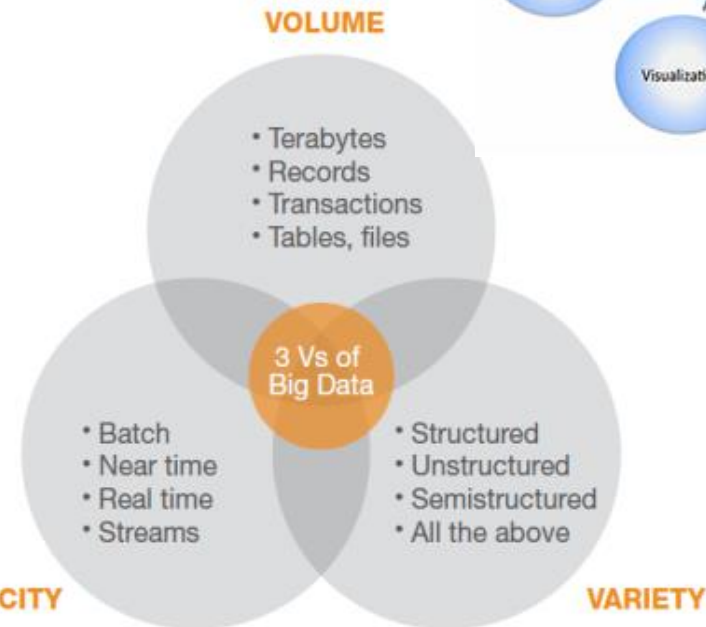 VOLUME
Visualizati
• Terabytes
• Records
• Transactions
• Tables, files
3 Vs of
Big Data
• Batch
• Near time
• Real time
• Streams
• Structured
• Unstructured
• Semistructured
• All the above
CITY
VARIETY